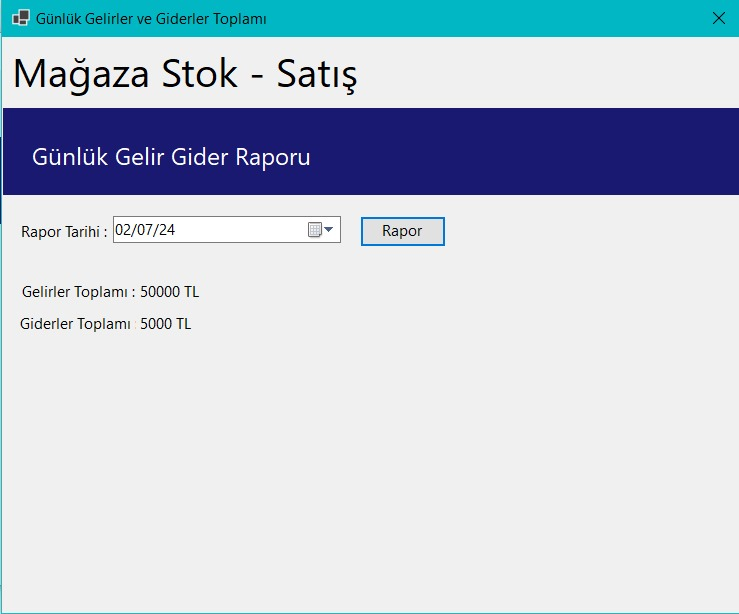 Günlük Gelirler ve Giderler Toplamı
Mağaza Stok - Satış
Günlük Gelir Gider Raporu
Rapor Tarihi : 02/07/24 Rapor
Gelirler Toplamı : 50000 TL
Giderler Toplamı : 5000 TL